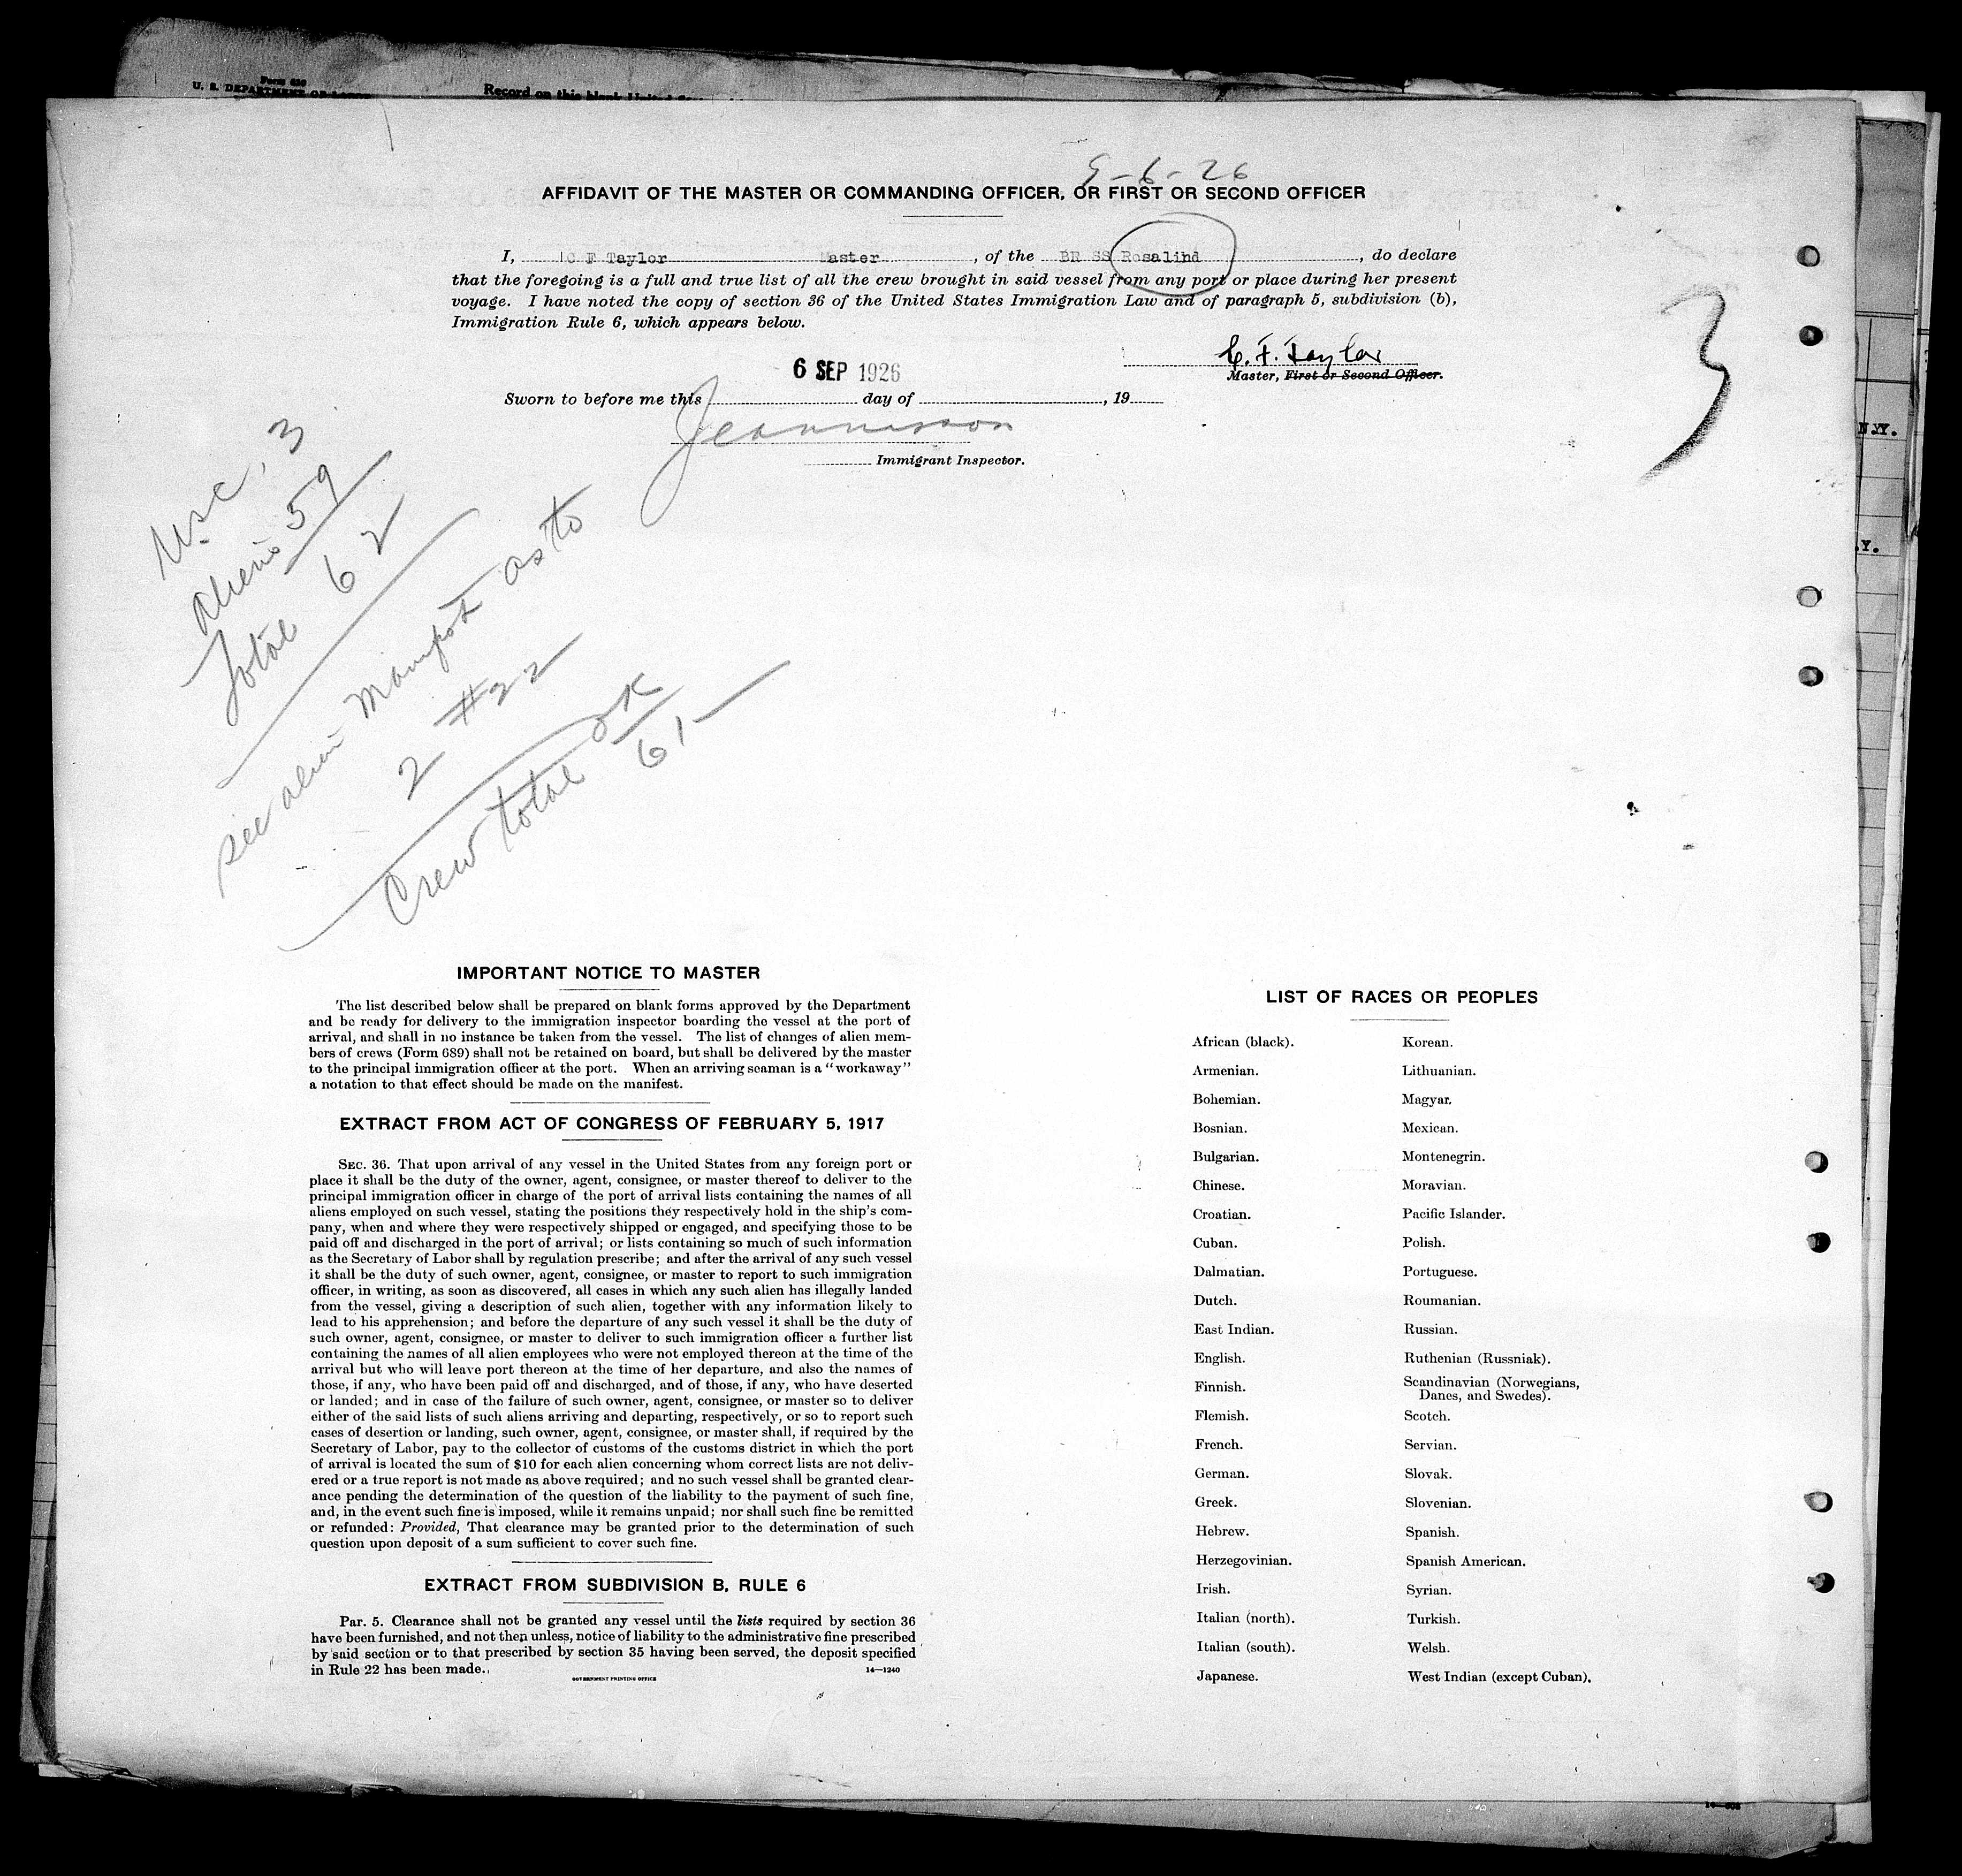 Form 680
U. S. DEPARTMENT OF LABOR
Record on this blank United
9-6-26
AFFIDAVIT OF THE MASTER OR COMMANDING OFFICER, OR FIRST OR SECOND OFFICER
I, C F Taylor Master, of the BR SS Rosalind, do declare
that the foregoing is a full and true list of all the crew brought in said vessel from any port or place during her present
voyage. I have noted the copy of section 36 of the United States Immigration Law and of paragraph 5, subdivision (b),
Immigration Rule 6, which appears below.
C. F. Taylor
Master, First or Second Officer.
6 SEP 1926
Sworn to before me this day of , 19
Immigrant Inspector.
3
N.Y.
.Y.
USC, 3
Aliens 59
Total 62
see alien Manifest as to
2 #22
OK
Crew total 61
IMPORTANT NOTICE TO MASTER
The list described below shall be prepared on blank forms approved by the Department
and be ready for delivery to the immigration inspector boarding the vessel at the port of
arrival, and shall in no instance be taken from the vessel. The list of changes of alien mem-
bers of crews (Form 689) shall not be retained on board, but shall be delivered by the master
to the principal immigration officer at the port. When an arriving seaman is a "workaway"
a notation to that effect should be made on the manifest.
EXTRACT FROM ACT OF CONGRESS OF FEBRUARY 5, 1917
SEC. 36. That upon arrival of any vessel in the United States from any foreign port or
place it shall be the duty of the owner, agent, consignee, or master thereof to deliver to the
principal immigration officer in charge of the port of arrival lists containing the names of all
aliens employed on such vessel, stating the positions they respectively hold in the ship's com-
pany, when and where they were respectively shipped or engaged, and specifying those to be
paid off and discharged in the port of arrival; or lists containing so much of such information
as the Secretary of Labor shall by regulation prescribe; and after the arrival of any such vessel
it shall be the duty of such owner, agent, consignee, or master to report to such immigration
officer, in writing, as soon as discovered, all cases in which any such alien has illegally landed
from the vessel, giving a description of such alien, together with any information likely to
lead to his apprehension; and before the departure of any such vessel it shall be the duty of
such owner, agent, consignee, or master to deliver to such immigration officer a further list
containing the names of all alien employees who were not employed thereon at the time of the
arrival but who will leave port thereon at the time of her departure, and also the names of
those, if any, who have been paid off and discharged, and of those, if any, who have deserted
or landed; and in case of the failure of such owner, agent, consignee, or master so to deliver
either of the said lists of such aliens arriving and departing, respectively, or so to report such
cases of desertion or landing, such owner, agent, consignee, or master shall, if required by the
Secretary of Labor, pay to the collector of customs of the customs district in which the port
of arrival is located the sum of $10 for each alien concerning whom correct lists are not deliv-
ered or a true report is not made as above required; and no such vessel shall be granted clear-
ance pending the determination of the question of the liability to the payment of such fine,
and, in the event such fine is imposed, while it remains unpaid; nor shall such fine be remitted
or refunded: Provided, That clearance may be granted prior to the determination of such
question upon deposit of a sum sufficient to cover such fine.
EXTRACT FROM SUBDIVISION B, RULE 6
Par. 5. Clearance shall not be granted any vessel until the lists required by section 36
have been furnished, and not then unless, notice of liability to the administrative fine prescribed
by said section or to that prescribed by section 35 having been served, the deposit specified
in Rule 22 has been made.
GOVERNMENT PRINTING OFFICE
14—1240
LIST OF RACES OR PEOPLES
African (black). Korean.
Armenian. Lithuanian.
Bohemian. Magyar.
Bosnian. Mexican.
Bulgarian. Montenegrin.
Chinese. Moravian.
Croatian. Pacific Islander.
Cuban. Polish.
Dalmatian. Portuguese.
Dutch. Roumanian.
East Indian. Russian.
English. Ruthenian (Russniak).
Finnish. Scandinavian (Norwegians,
Danes, and Swedes).
Flemish. Scotch.
French. Servian.
German. Slovak.
Greek. Slovenian.
Hebrew. Spanish.
Herzegovinian. Spanish American.
Irish. Syrian.
Italian (north). Turkish.
Italian (south). Welsh.
Japanese. West Indian (except Cuban).